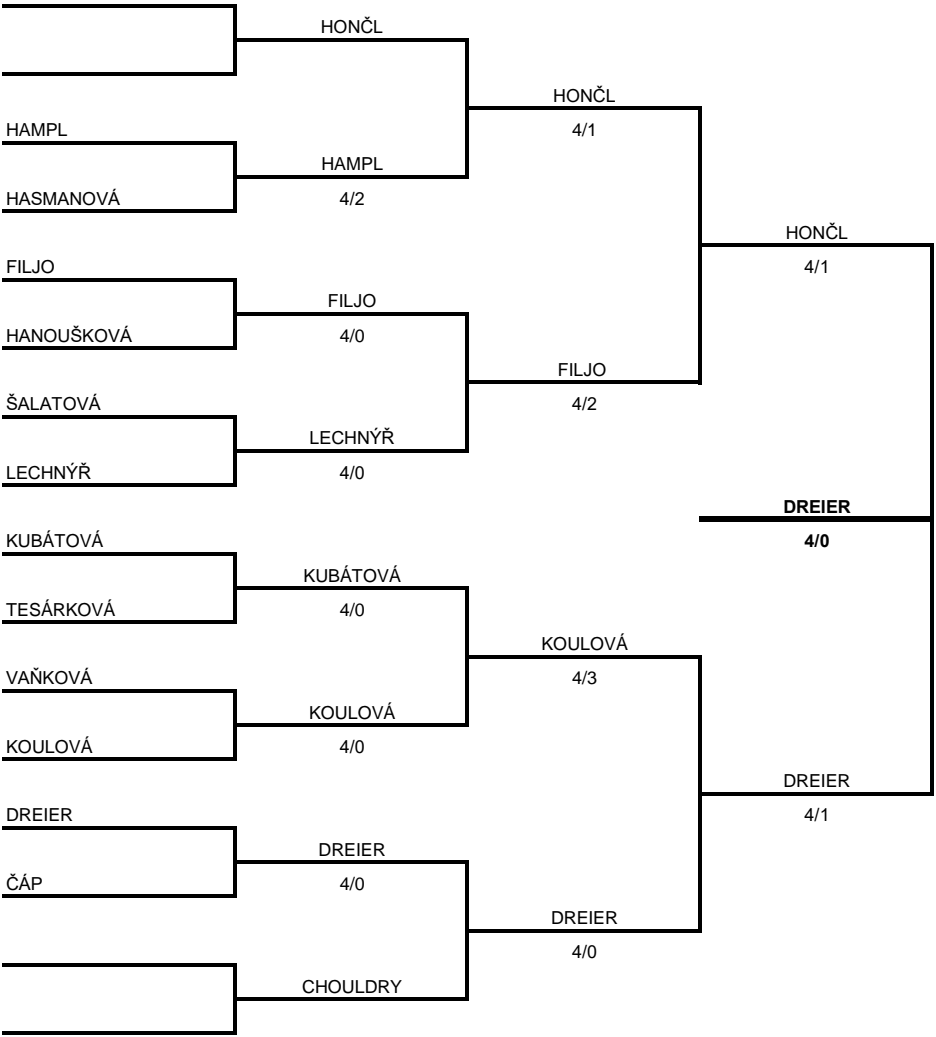 HONČL
HONČL
4/1
HAMPL
HAMPL
4/2
HASMANOVÁ
HONČL
4/1
FILJO
FILJO
4/0
HANOUŠKOVÁ
FILJO
4/2
ŠALATOVÁ
LECHNÝŘ
4/0
LECHNÝŘ
DREIER
4/0
KUBÁTOVÁ
KUBÁTOVÁ
4/0
TESÁRKOVÁ
KOULOVÁ
4/3
VAŇKOVÁ
KOULOVÁ
4/0
KOULOVÁ
DREIER
4/1
DREIER
DREIER
4/0
ČÁP
DREIER
4/0
CHOULDRY